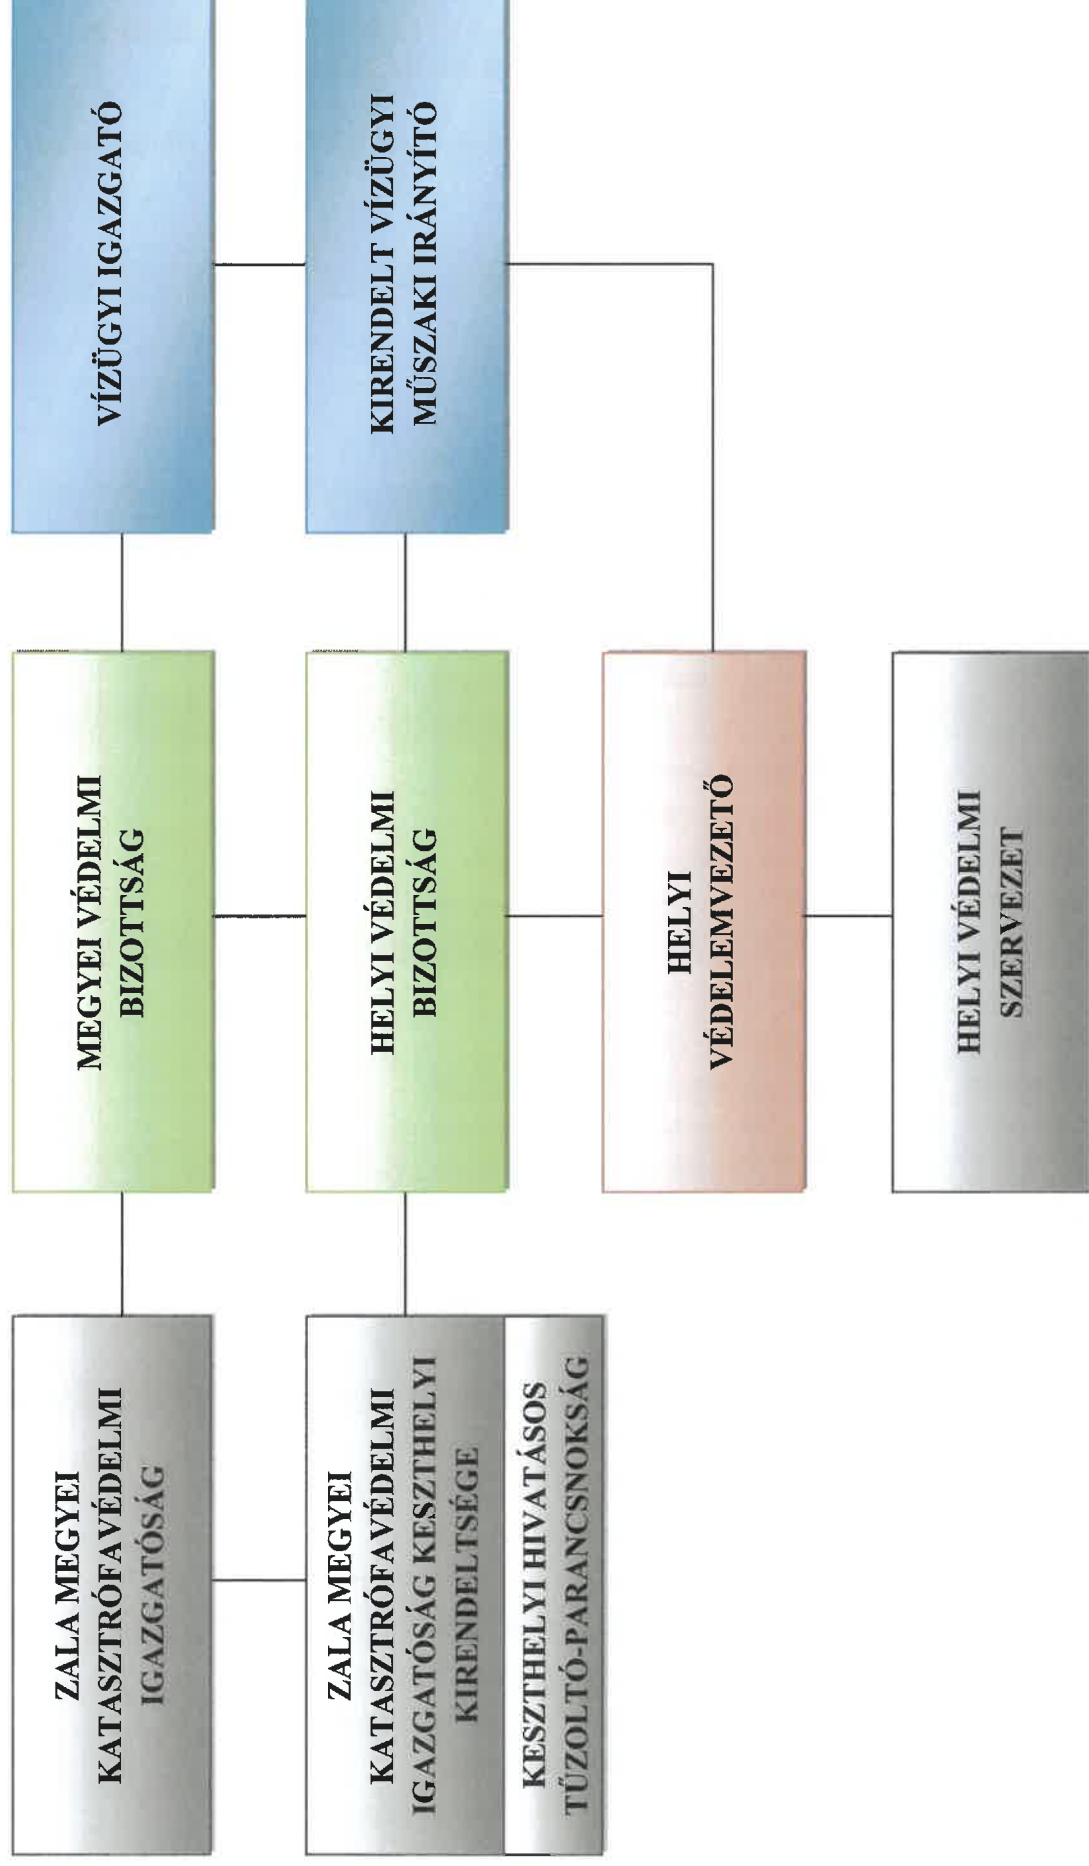 ZALA MEGYEI
KATASZTRÓFAVÉDELMI
IGAZGATÓSÁG
MEGYEI VÉDELMI
BIZOTTSÁG
VÍZÜGYI IGAZGATÓ
ZALA MEGYEI
KATASZTRÓFAVÉDELMI
IGAZGATÓSÁG KESZTHELYI
KIRENDELTSÉGE
KESZTHELYI HIVATÁSOS
TŰZOLTÓ-PARANCSNOKSÁG
HELYI VÉDELMI
BIZOTTSÁG
KIRENDELT VÍZÜGYI
MŰSZAKI IRÁNYÍTÓ
HELYI
VÉDELEMVEZETŐ
HELYI VÉDELMI
SZERVEZET